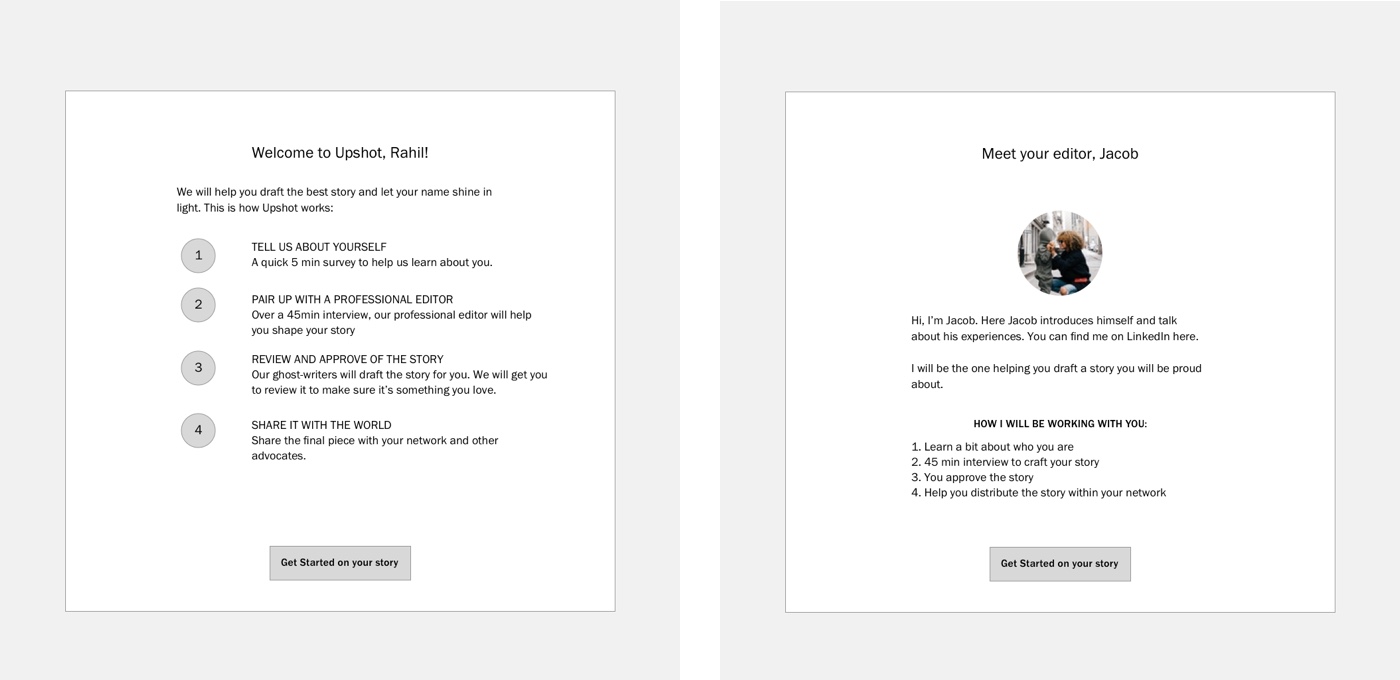 Welcome to Upshot, Rahil!
We will help you draft the best story and let your name shine in
light. This is how Upshot works:
1
TELL US ABOUT YOURSELF
A quick 5 min survey to help us learn about you.
2
PAIR UP WITH A PROFESSIONAL EDITOR
Over a 45min interview, our professional editor will help
you shape your story
3
REVIEW AND APPROVE OF THE STORY
Our ghost-writers will draft the story for you. We will get you
to review it to make sure it's something you love.
4
SHARE IT WITH THE WORLD
Share the final piece with your network and other
advocates.
Get Started on your story
Meet your editor, Jacob
Hi, I'm Jacob. Here Jacob introduces himself and talk
about his experiences. You can find me on LinkedIn here.
I will be the one helping you draft a story you will be proud
about.
HOW I WILL BE WORKING WITH YOU:
1. Learn a bit about who you are
2. 45 min interview to craft your story
3. You approve the story
4. Help you distribute the story within your network
Get Started on your story